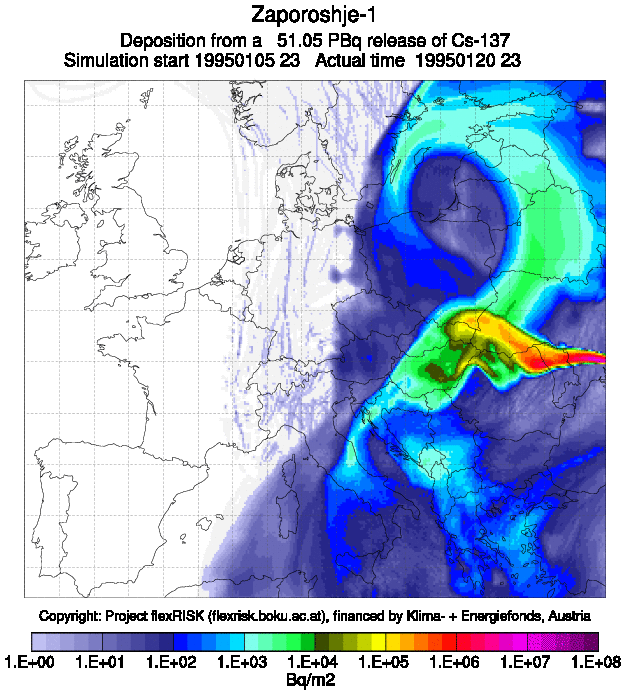 Zaporoshje-1
Deposition from a 51.05 PBq release of Cs-137
Simulation start 19950105 23 Actual time 19950120 23
Copyright: Project flexRISK (flexrisk.boku.ac.at), financed by Klima- + Energiefonds, Austria
1.E+00 1.E+01 1.E+02 1.E+03 1.E+04 1.E+05 1.E+06 1.E+07 1.E+08
Bq/m2